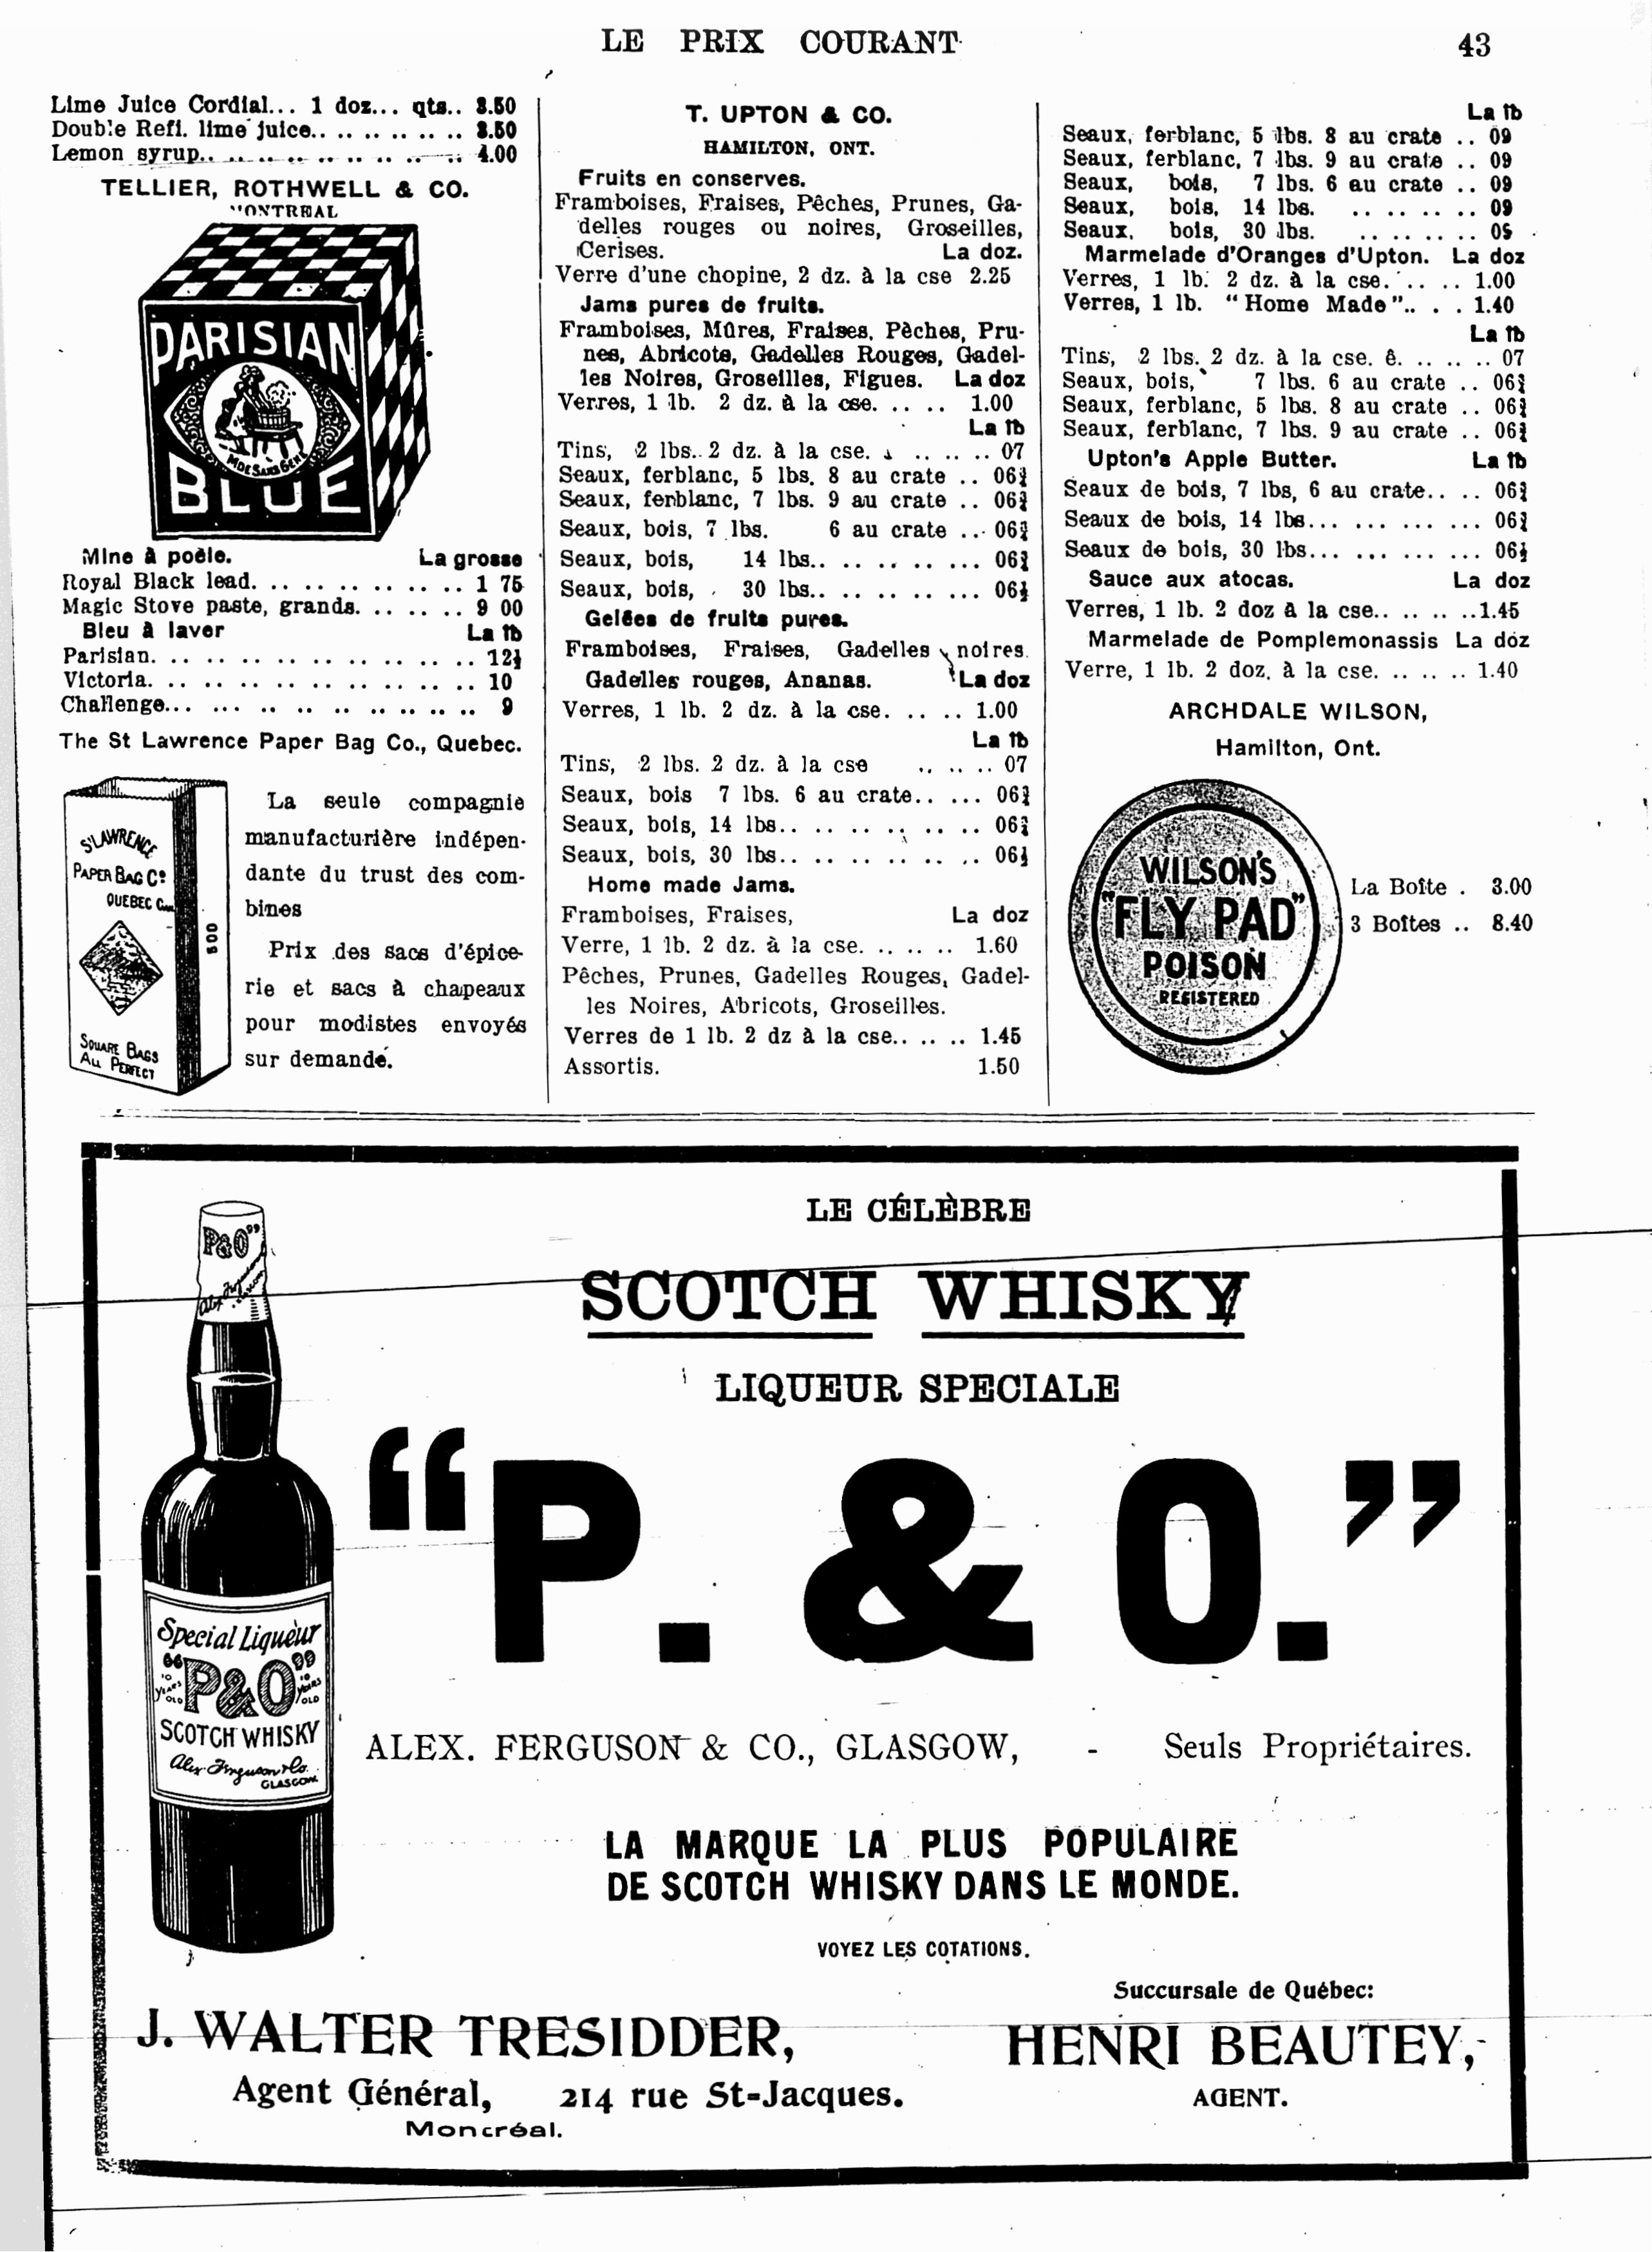 LE PRIX COURANT
43
Lime Juice Cordial... 1 doz... qts.. 3.50
Double Refi. lime juice.. .. .. .. .. .. 3.50
Lemon syrup.. .. .. .. .. .. .. .. .. 4.00
TELLIER, ROTHWELL & CO.
MONTREAL
PARISIAN
MDE SANS GENE
BLUE
Mine à poêle. La grosse
Royal Black lead. .. .. .. .. .. .. .. 1 75
Magic Stove paste, grands. .. .. .. .. 9 00
Bleu à laver La lb
Parisian. .. .. .. .. .. .. .. .. .. .. 12½
Victoria. .. .. .. .. .. .. .. .. .. .. 10
Challenge... ... .. .. .. .. .. .. .. 9
The St Lawrence Paper Bag Co., Quebec.
ST LAWRENCE
PAPER BAG Co
QUEBEC
500
SQUARE BAGS
ALL PERFECT
La seule compagnie
manufacturière indépen-
dante du trust des com-
bines
Prix des sacs d'épice-
rie et sacs à chapeaux
pour modistes envoyés
sur demande.
T. UPTON & CO.
HAMILTON, ONT.
Fruits en conserves.
Framboises, Fraises, Pêches, Prunes, Ga-
delles rouges ou noires, Groseilles,
Cerises. La doz.
Verre d'une chopine, 2 dz. à la cse 2.25
Jams pures de fruits.
Framboises, Mûres, Fraises, Pêches, Pru-
nes, Abricots, Gadelles Rouges, Gadel-
les Noires, Groseilles, Figues. La doz
Verres, 1 lb. 2 dz. à la cse. .. .. 1.00
La lb
Tins, 2 lbs. 2 dz. à la cse. .. .. .. 07
Seaux, ferblanc, 5 lbs. 8 au crate .. 06¾
Seaux, ferblanc, 7 lbs. 9 au crate .. 06¾
Seaux, bois, 7 lbs. 6 au crate ... 06¾
Seaux, bois, 14 lbs.. .. .. .. ... 06¾
Seaux, bois, 30 lbs.. .. .. .. ... 06½
Gelées de fruits pures.
Framboises, Fraises, Gadelles noires.
Gadelles rouges, Ananas. La doz
Verres, 1 lb. 2 dz. à la cse. .. .. 1.00
La lb
Tins, 2 lbs. 2 dz. à la cse .. .. .. 07
Seaux, bois 7 lbs. 6 au crate.. ... 06¾
Seaux, bois, 14 lbs.. .. .. .. .. .. 06¾
Seaux, bois, 30 lbs.. .. .. .. .. .. 06½
Home made Jams.
Framboises, Fraises, La doz
Verre, 1 lb. 2 dz. à la cse. .. .. .. 1.60
Pêches, Prunes, Gadelles Rouges, Gadel-
les Noires, Abricots, Groseilles.
Verres de 1 lb. 2 dz à la cse.. .. .. 1.45
Assortis. 1.50
La lb
Seaux, ferblanc, 5 lbs. 8 au crate .. 09
Seaux, ferblanc, 7 lbs. 9 au crate .. 09
Seaux, bois, 7 lbs. 6 au crate .. 09
Seaux, bois, 14 lbs. .. .. .. .. 09
Seaux, bois, 30 lbs. .. .. .. ..
Marmelade d'Oranges d'Upton. La doz
Verres, 1 lb. 2 dz. à la cse. .. .. .. 1.00
Verres, 1 lb. "Home Made".. . . 1.40
La lb
Tins, 2 lbs. 2 dz. à la cse. .. .. .. 07
Seaux, bois, 7 lbs. 6 au crate .. 06¾
Seaux, ferblanc, 5 lbs. 8 au crate .. 06¾
Seaux, ferblanc, 7 lbs. 9 au crate .. 06¾
Upton's Apple Butter. La lb
Seaux de bois, 7 lbs, 6 au crate.. .. 06¾
Seaux de bois, 14 lbs... ... ... ... 06¾
Seaux de bois, 30 lbs... ... ... ... 06½
Sauce aux atocas. La doz
Verres, 1 lb. 2 doz à la cse.. .. ..1.45
Marmelade de Pomplemonassis La doz
Verre, 1 lb. 2 doz. à la cse. .. .. .. 1.40
ARCHDALE WILSON,
Hamilton, Ont.
WILSON'S
"FLY PAD"
POISON
REGISTERED
La Boîte . 3.00
3 Boîtes .. 8.40
LE CÉLÈBRE
SCOTCH WHISKY
LIQUEUR SPECIALE
"P. & O."
P&O"
Special Liqueur
"P&O"
10 YEARS OLD
10 YEARS OLD
SCOTCH WHISKY
Alex. Ferguson & Co.
GLASGOW
ALEX. FERGUSON & CO., GLASGOW, - Seuls Propriétaires.
LA MARQUE LA PLUS POPULAIRE
DE SCOTCH WHISKY DANS LE MONDE.
VOYEZ LES COTATIONS.
J. WALTER TRESIDDER,
Agent Général, 214 rue St-Jacques.
Montréal.
Succursale de Québec:
HENRI BEAUTEY,
AGENT.